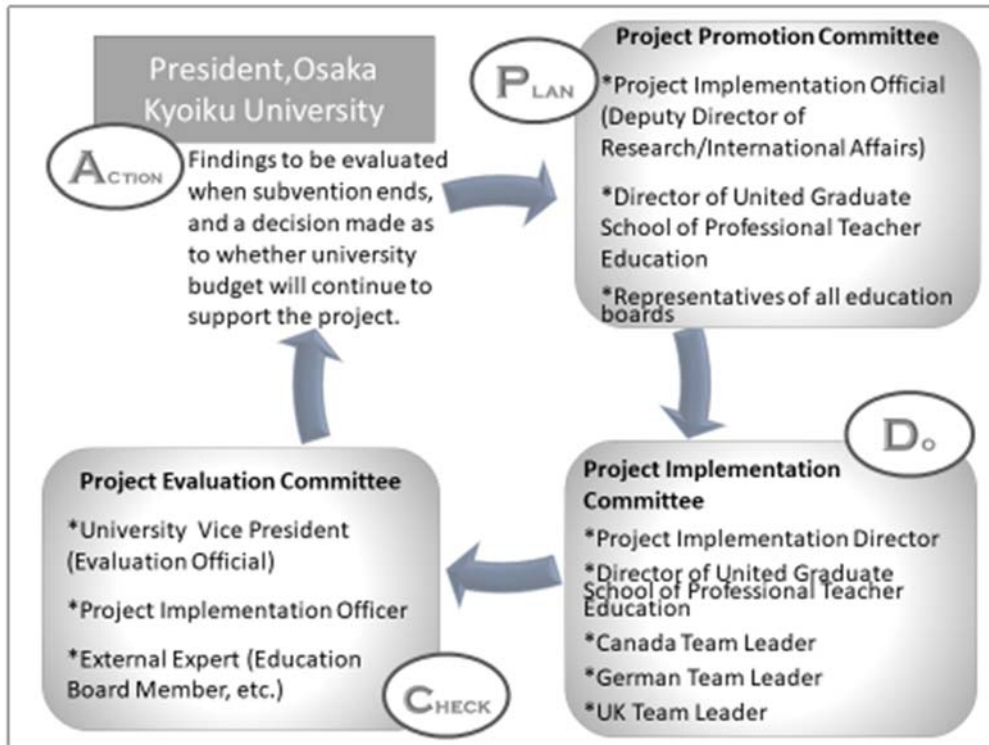 President,Osaka
Kyoiku University
ACTION
Findings to be evaluated
when subvention ends,
and a decision made as
to whether university
budget will continue to
support the project.
PLAN
Project Promotion Committee
*Project Implementation Official
(Deputy Director of
Research/International Affairs)
*Director of United Graduate
School of Professional Teacher
Education
*Representatives of all education
boards
Do
Project Implementation
Committee
*Project Implementation Director
*Director of United Graduate
School of Professional Teacher
Education
*Canada Team Leader
*German Team Leader
*UK Team Leader
CHECK
Project Evaluation Committee
*University Vice President
(Evaluation Official)
*Project Implementation Officer
*External Expert (Education
Board Member, etc.)